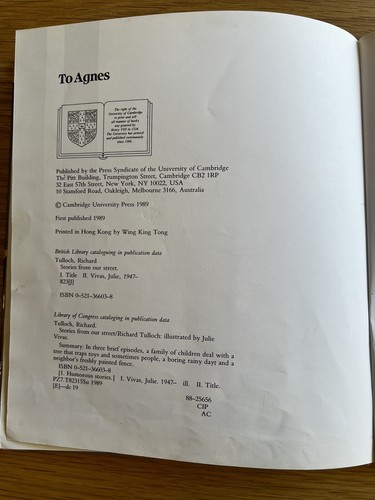 To Agnes
The right of the
University of Cambridge
to print and sell
all manner of books
was granted by
Henry VIII in 1534.
The University has printed
and published continuously
since 1584.
Published by the Press Syndicate of the University of Cambridge
The Pitt Building, Trumpington Street, Cambridge CB2 1RP
32 East 57th Street, New York, NY 10022, USA
10 Stamford Road, Oakleigh, Melbourne 3166, Australia
© Cambridge University Press 1989
First published 1989
Printed in Hong Kong by Wing King Tong
British Library cataloguing in publication data
Tulloch, Richard
Stories from our street.
I. Title II. Vivas, Julie, 1947–
823[J]
ISBN 0–521–36603–8
Library of Congress cataloging in publication data
Tulloch, Richard.
Stories from our street/Richard Tulloch: illustrated by Julie
Vivas.
Summary: In three brief episodes, a family of children deal with a
tree that traps toys and sometimes people, a boring rainy day and a
neighbor's freshly painted fence.
ISBN 0–521–36603–8
[1. Humorous stories.] I. Vivas, Julie. 1947– ill. II. Title.
PZ7.T82315Su 1989
[E]—dc 19
88–25656
CIP
AC